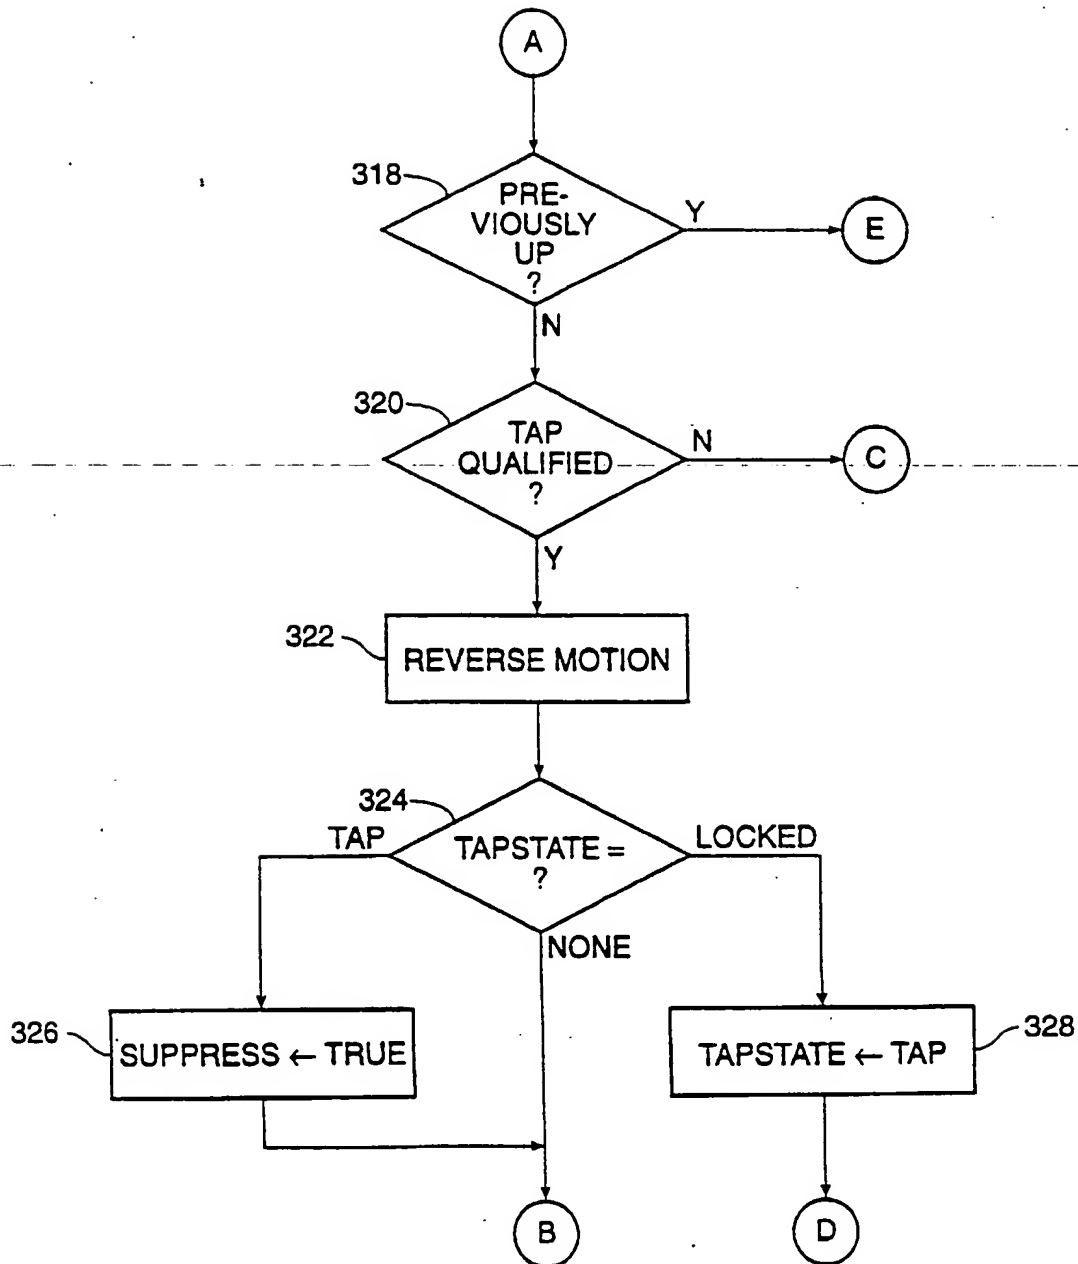 A
318
PRE-
VIOUSLY
UP
?
Y
E
N
320
TAP
QUALIFIED
?
N
C
Y
322
REVERSE MOTION
324
TAP
TAPSTATE =
?
LOCKED
NONE
326
SUPPRESS ← TRUE
TAPSTATE ← TAP
328
B
D